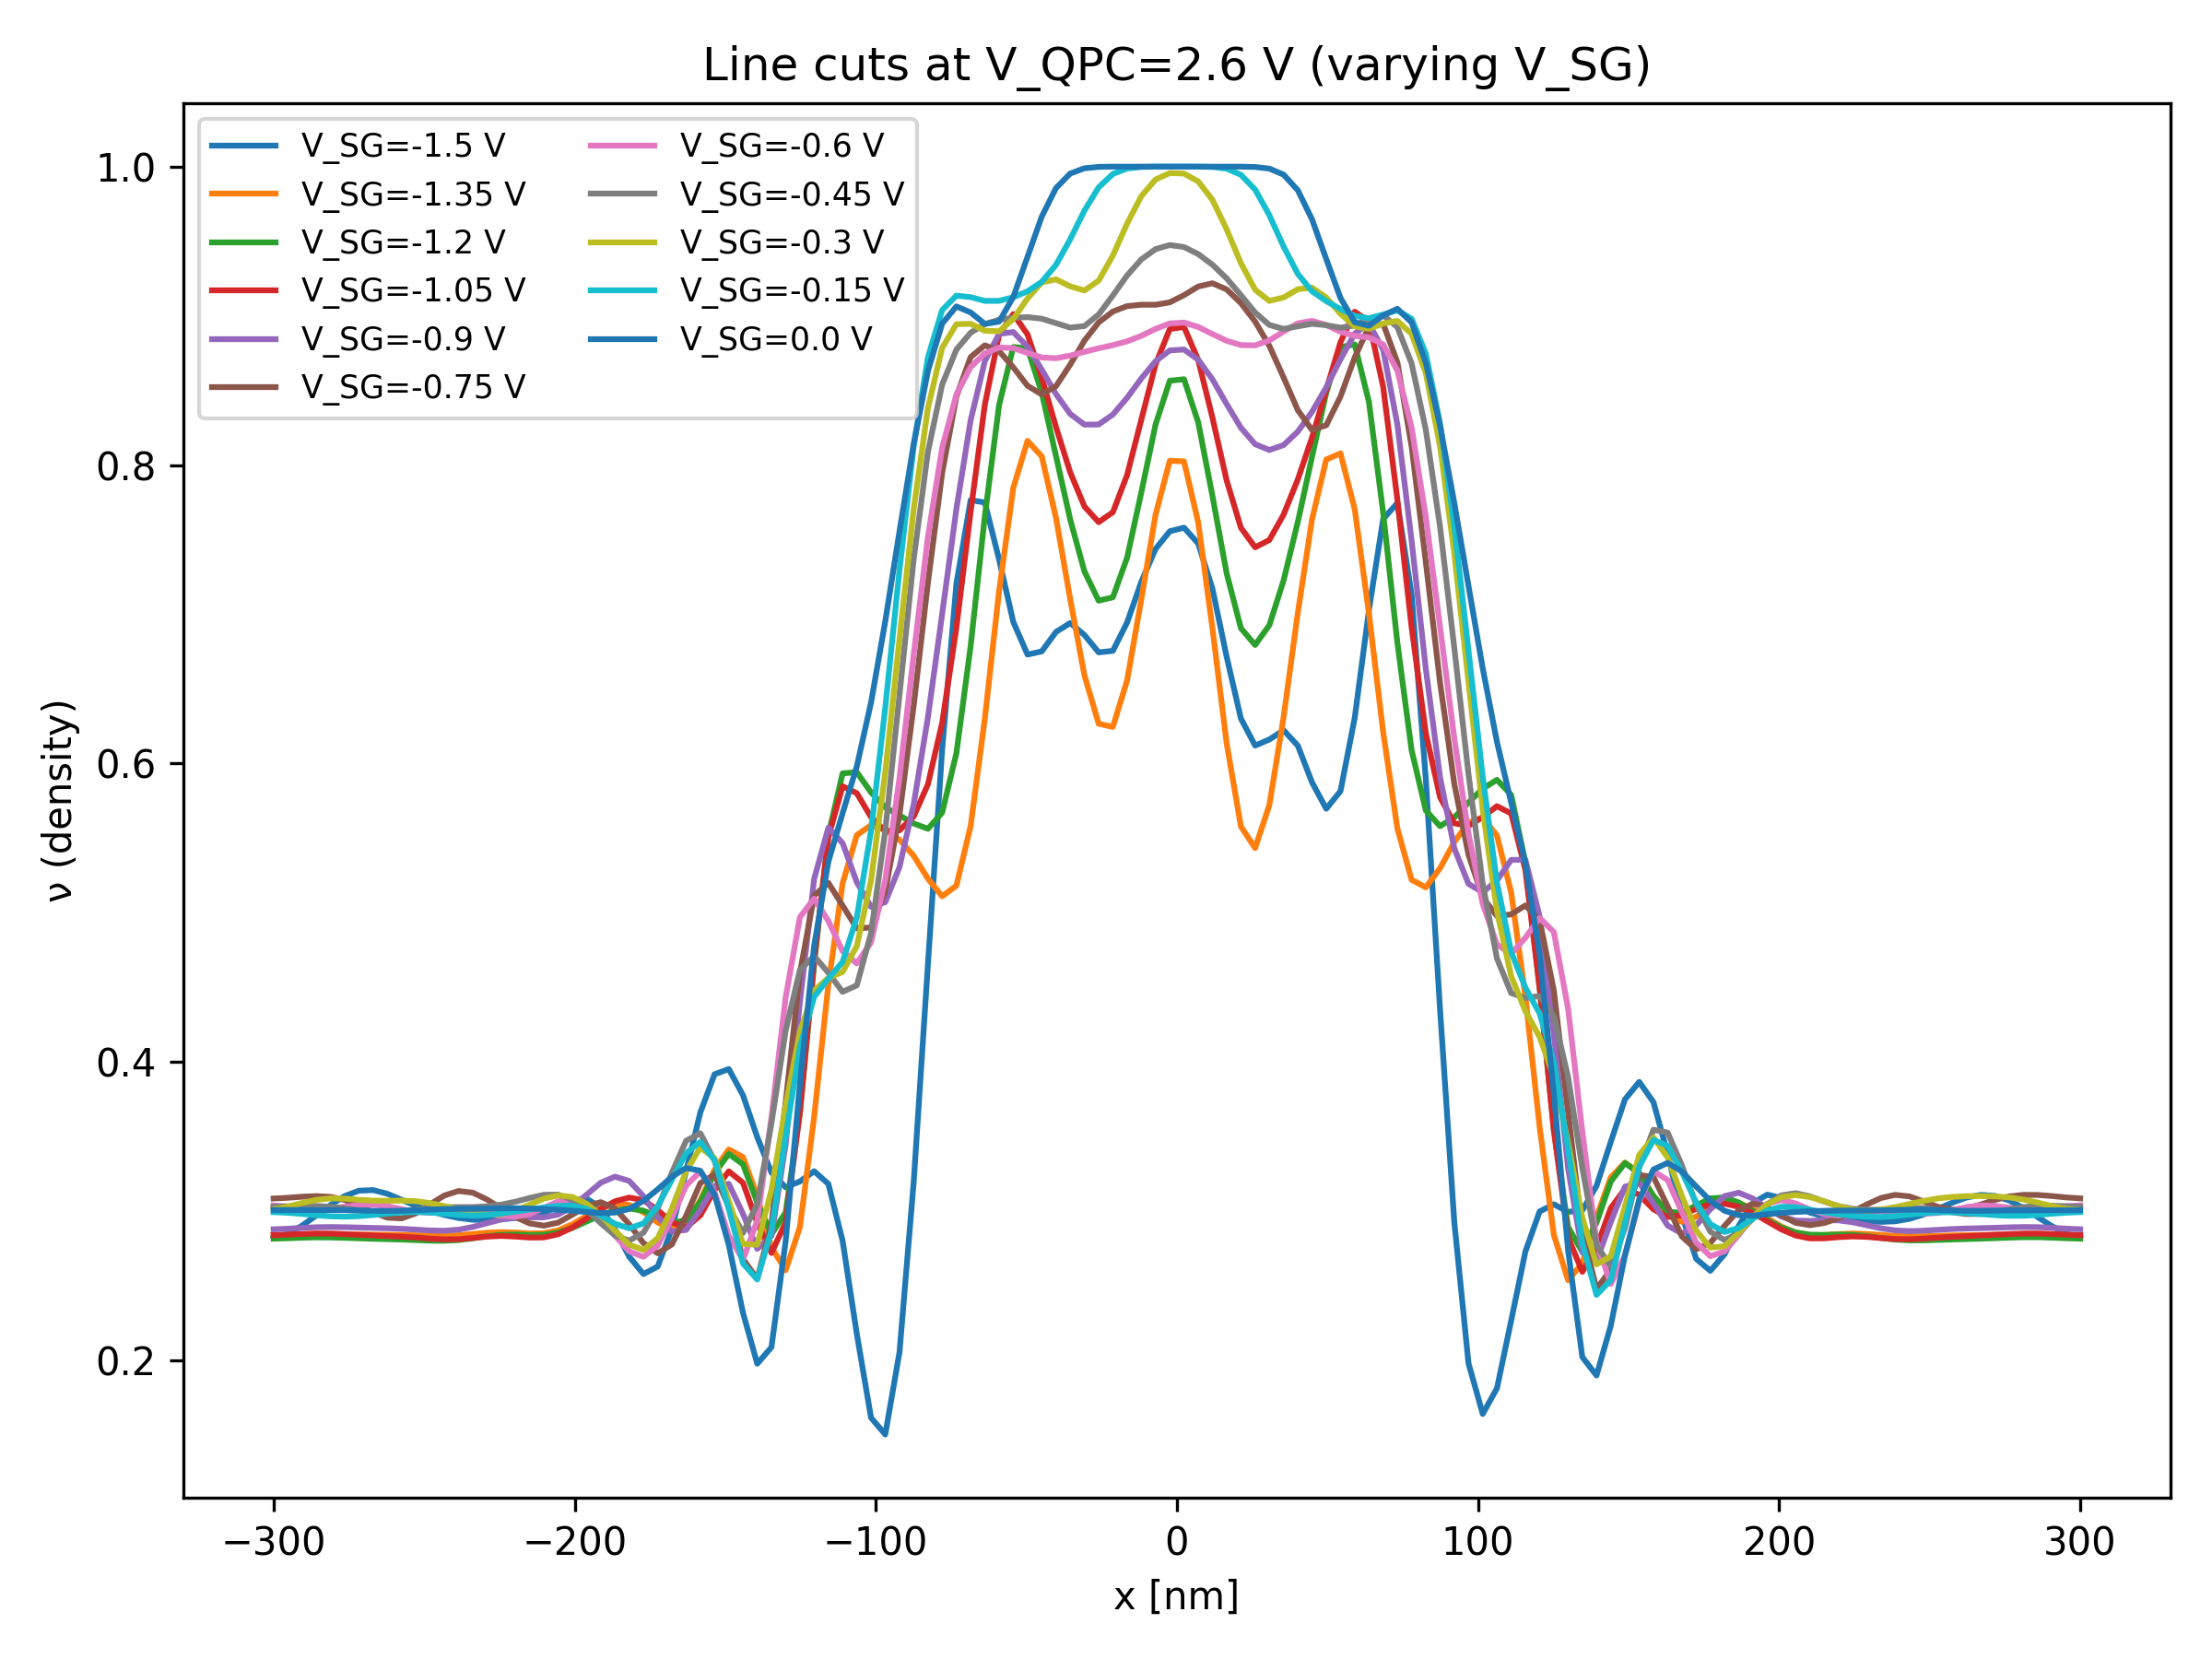 Line cuts at V_QPC=2.6 V (varying V_SG)
V_SG=-1.5 V
V_SG=-1.35 V
V_SG=-1.2 V
V_SG=-1.05 V
V_SG=-0.9 V
V_SG=-0.75 V
V_SG=-0.6 V
V_SG=-0.45 V
V_SG=-0.3 V
V_SG=-0.15 V
V_SG=0.0 V
1.0
0.8
0.6
0.4
0.2
ν (density)
−300 −200 −100 0 100 200 300
x [nm]